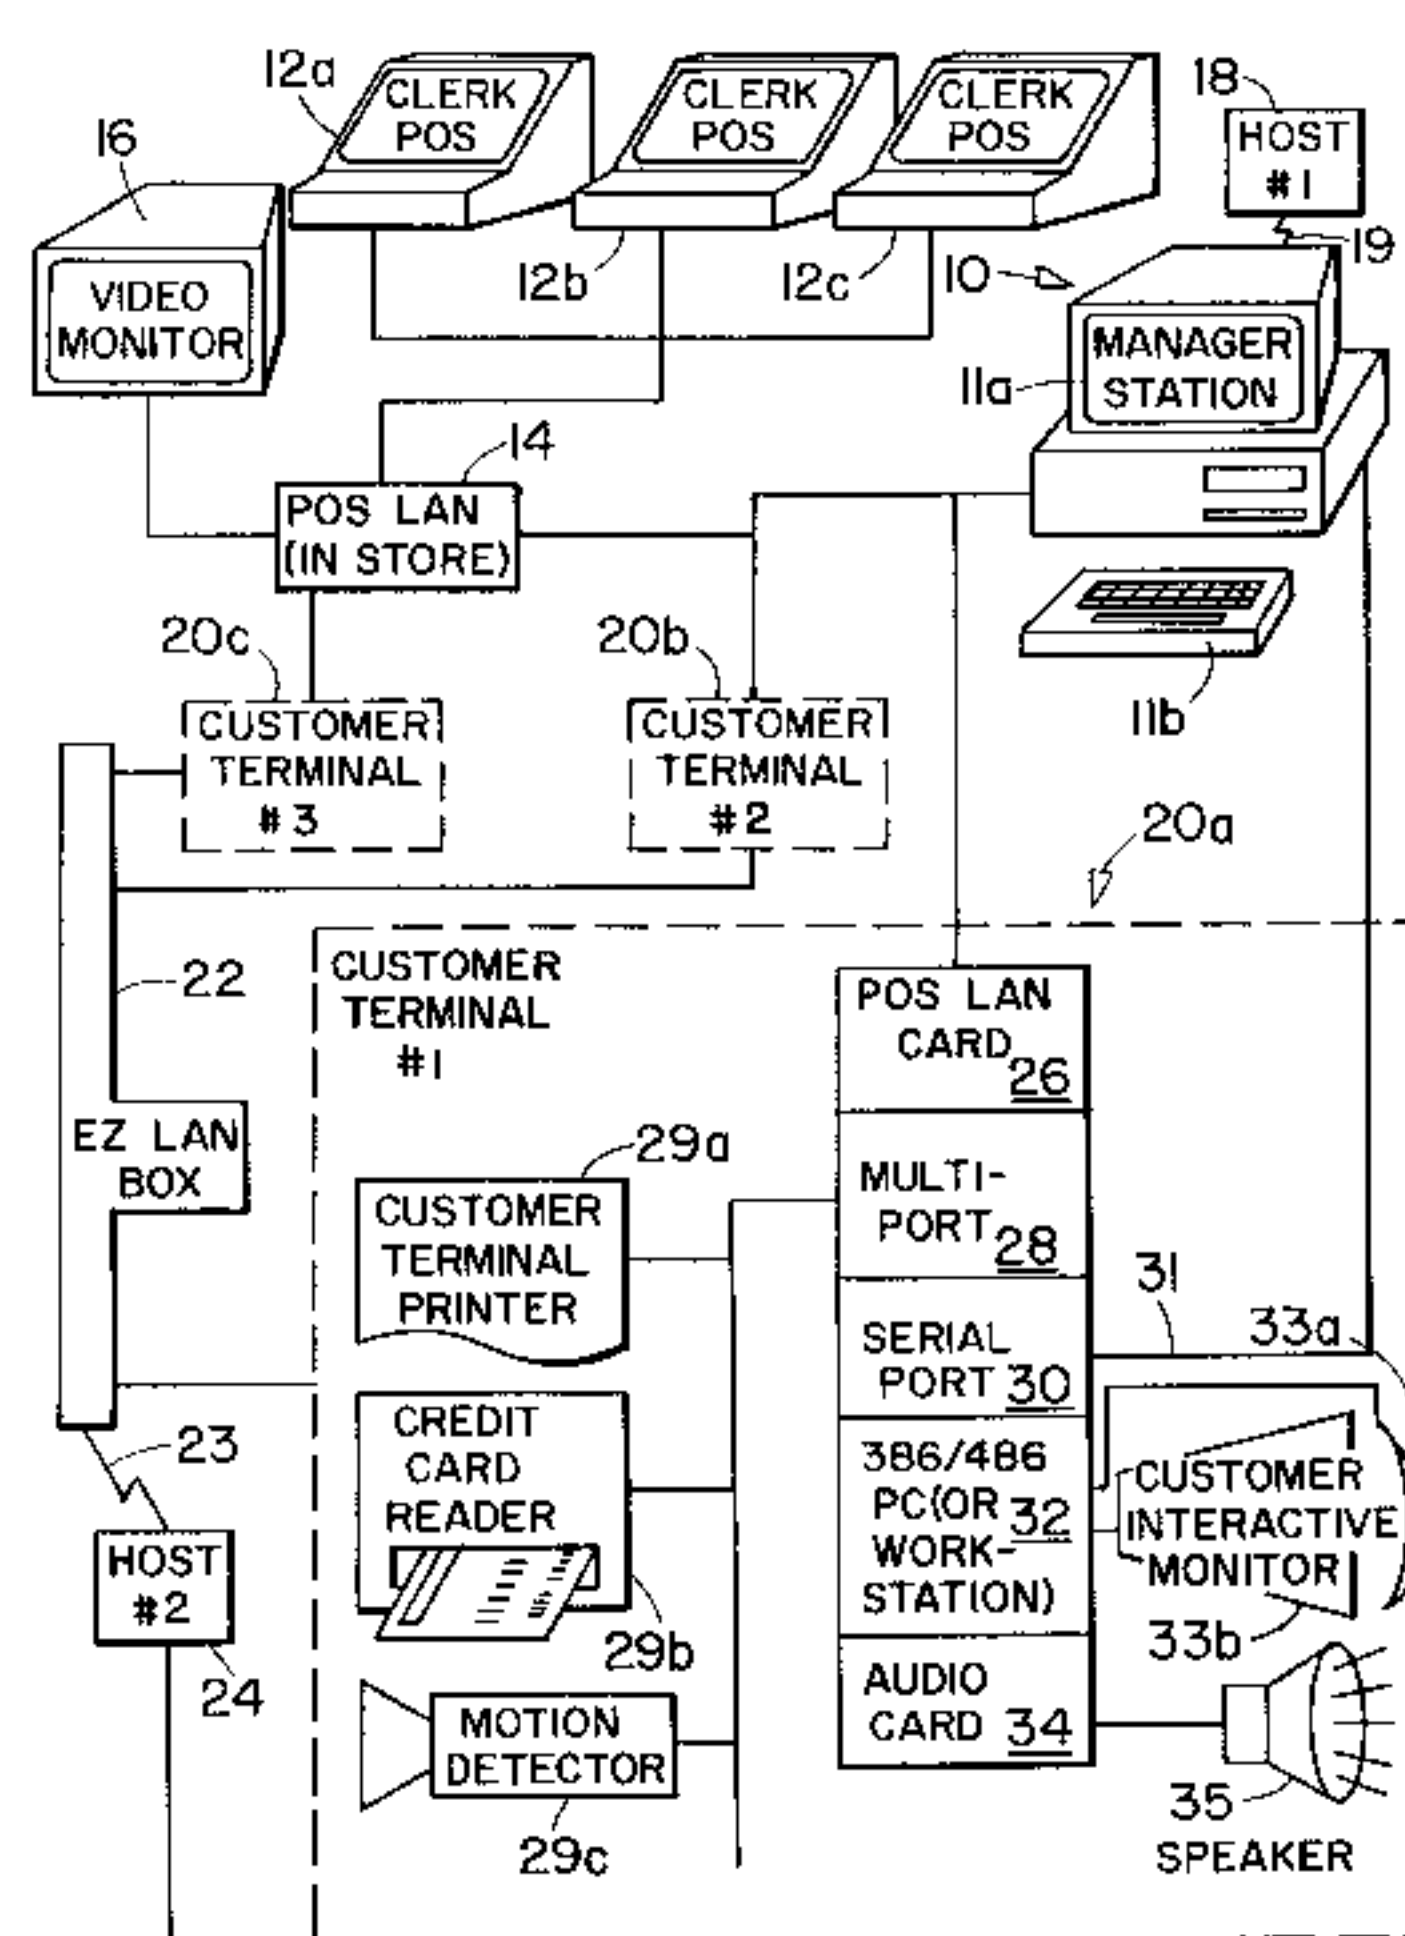 12a
CLERK
POS
CLERK
POS
CLERK
POS
18
HOST
#1
16
12b
12c
10
19
VIDEO
MONITOR
MANAGER
STATION
11a
14
POS LAN
(IN STORE)
20c
20b
11b
CUSTOMER
TERMINAL
#3
CUSTOMER
TERMINAL
#2
20a
22
CUSTOMER
TERMINAL
#1
POS LAN
CARD 26
EZ LAN
BOX
29a
MULTI-
PORT 28
CUSTOMER
TERMINAL
PRINTER
31
33a
SERIAL
PORT 30
23
CREDIT
CARD
READER
386/486
PC(OR 32
WORK-
STATION)
CUSTOMER
INTERACTIVE
MONITOR
HOST
#2
29b
33b
24
AUDIO
CARD 34
MOTION
DETECTOR
35
29c
SPEAKER